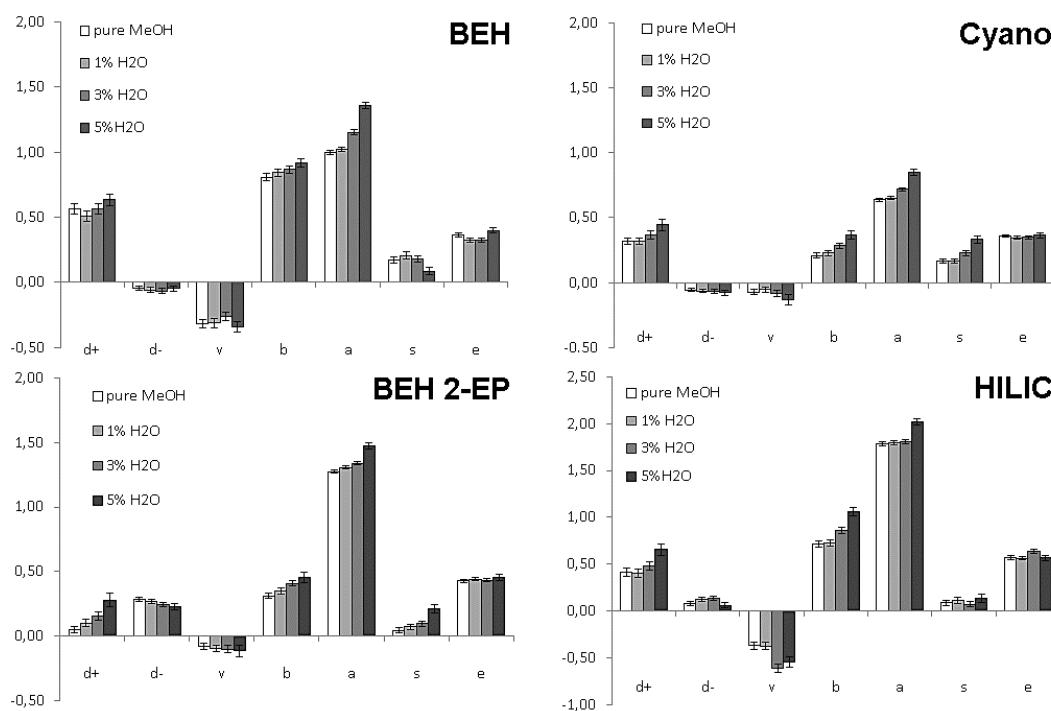 BEH
2,00
1,50
1,00
0,50
0,00
-0,50
pure MeOH
1% H2O
3% H2O
5%H2O
d+ d- v b a s e
Cyano
2,00
1,50
1,00
0,50
0,00
-0.50
pure MeOH
1% H2O
3% H2O
5% H2O
d+ d- v b a s e
BEH 2-EP
2,00
1,50
1,00
0,50
0,00
-0,50
pure MeOH
1% H2O
3% H2O
5% H2O
d+ d- v b a s e
HILIC
2,50
2,00
1,50
1,00
0,50
0,00
-0,50
-1,00
pure MeOH
1% H2O
3% H2O
5%H2O
d+ d- v b a s e